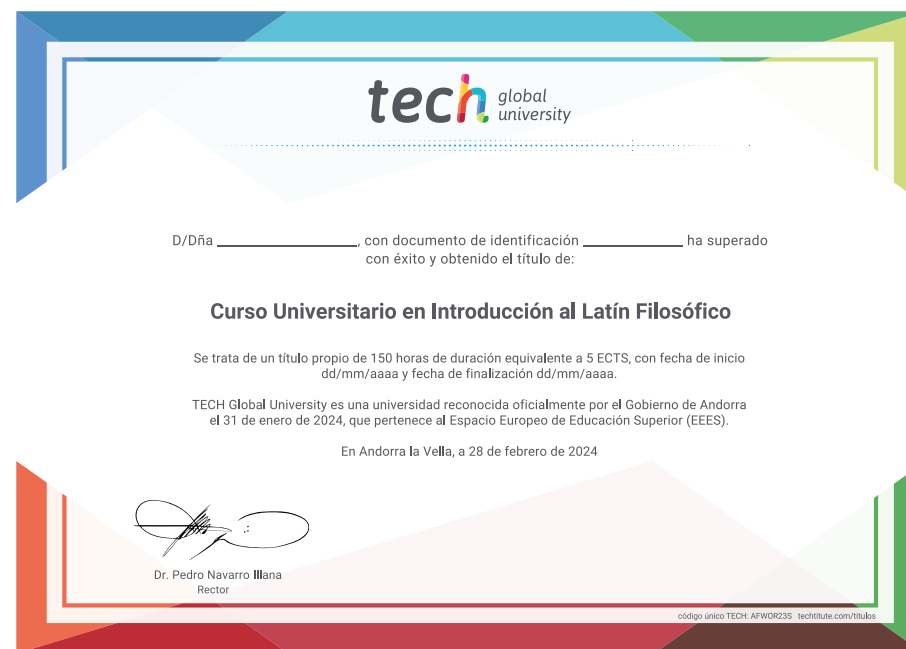 tech global
university
D/Dña ____________________, con documento de identificación ______________ ha superado
con éxito y obtenido el título de:
Curso Universitario en Introducción al Latín Filosófico
Se trata de un título propio de 150 horas de duración equivalente a 5 ECTS, con fecha de inicio
dd/mm/aaaa y fecha de finalización dd/mm/aaaa.
TECH Global University es una universidad reconocida oficialmente por el Gobierno de Andorra
el 31 de enero de 2024, que pertenece al Espacio Europeo de Educación Superior (EEES).
En Andorra la Vella, a 28 de febrero de 2024
Dr. Pedro Navarro Illana
Rector
código único TECH: AFWOR23S techtitute.com/titulos